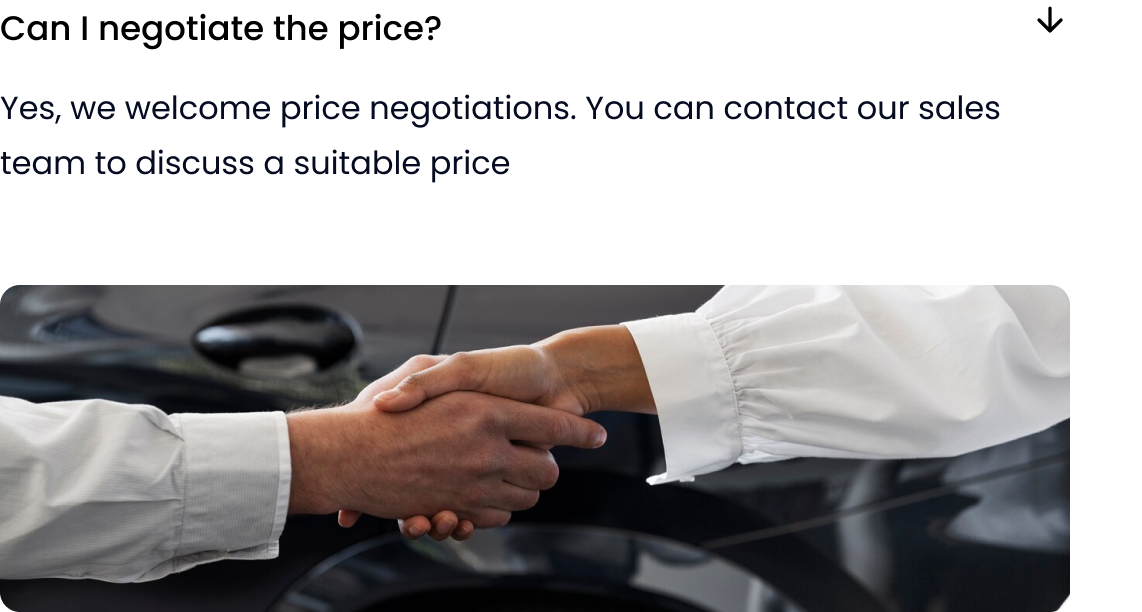 Can I negotiate the price?
Yes, we welcome price negotiations. You can contact our sales
team to discuss a suitable price